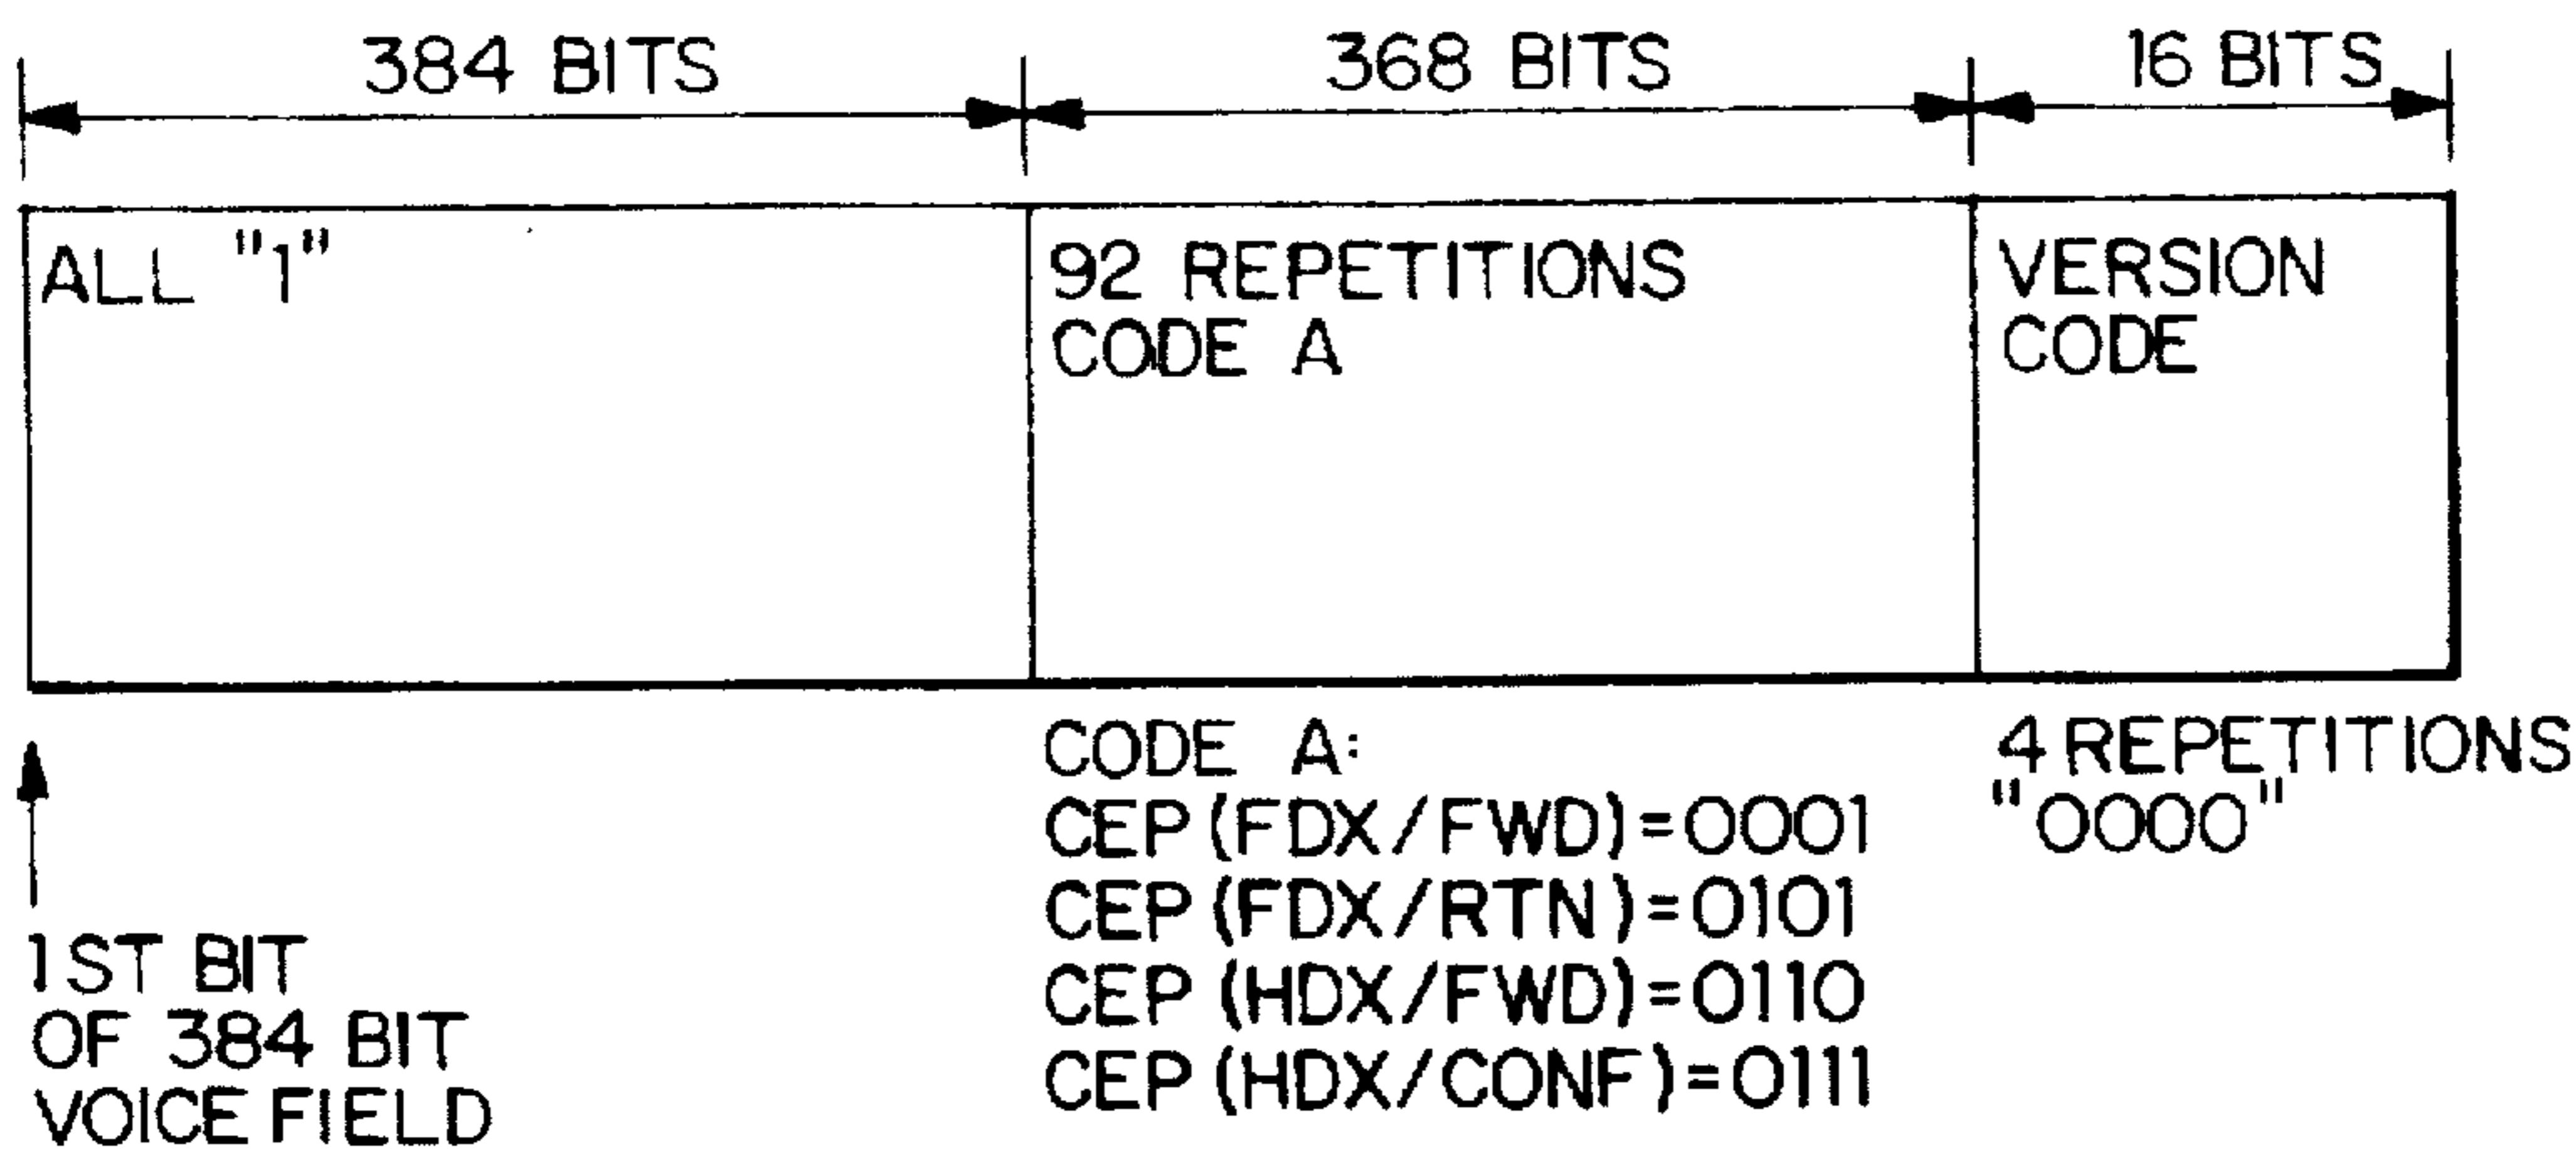 384 BITS
368 BITS
16 BITS
ALL "1"
92 REPETITIONS
CODE A
VERSION
CODE
CODE A:
CEP (FDX/FWD)=0001
CEP (FDX/RTN)=0101
CEP (HDX/FWD)=0110
CEP (HDX/CONF)=0111
4 REPETITIONS
"0000"
1ST BIT
OF 384 BIT
VOICE FIELD